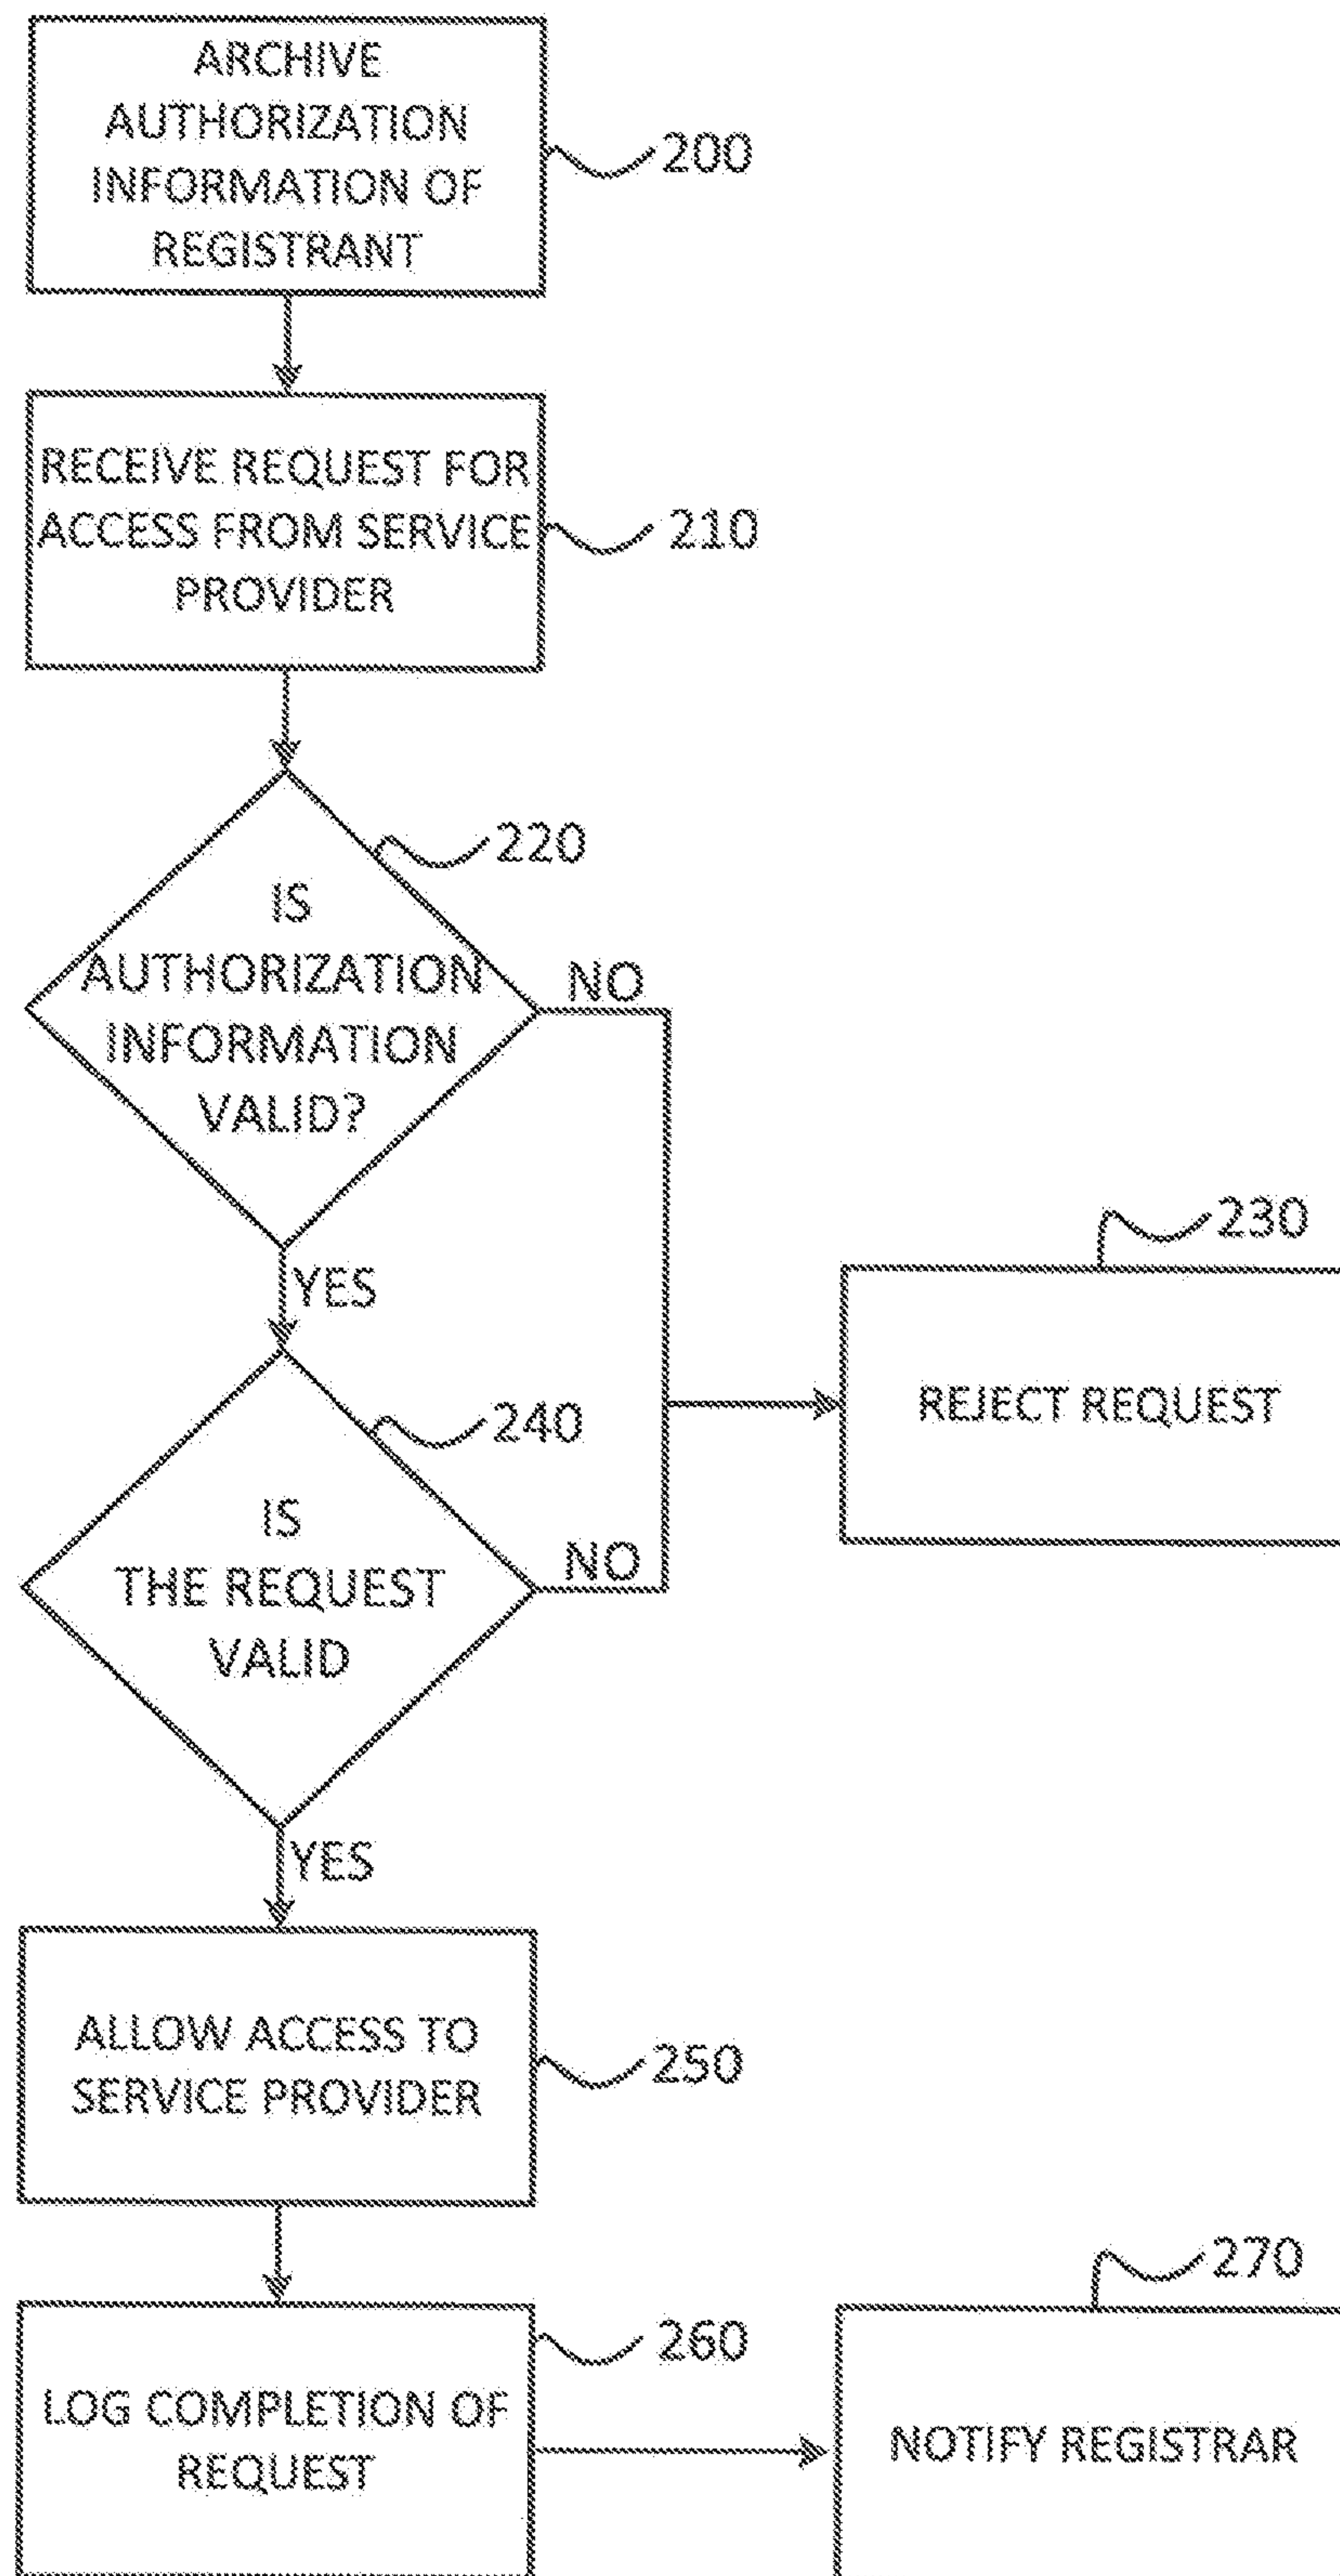 ARCHIVE
AUTHORIZATION
INFORMATION OF
REGISTRANT
200
RECEIVE REQUEST FOR
ACCESS FROM SERVICE
PROVIDER
210
220
IS
AUTHORIZATION
INFORMATION
VALID?
NO
YES
230
REJECT REQUEST
240
IS
THE REQUEST
VALID
NO
YES
ALLOW ACCESS TO
SERVICE PROVIDER
250
260
LOG COMPLETION OF
REQUEST
270
NOTIFY REGISTRAR